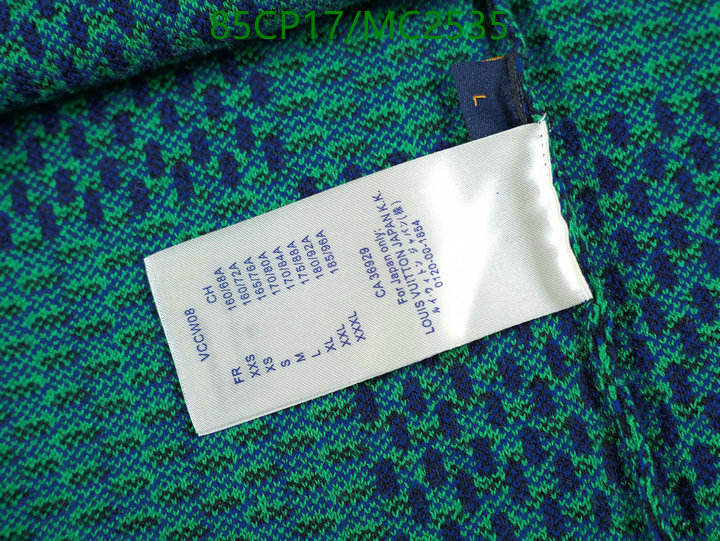 85CP17/MC2535
L
VCCW08
FR CH
XXS 160/68A
XS 160/72A
S 165/76A
M 170/80A
L 170/84A
XL 175/88A
XXL 180/92A
XXXL 185/96A
CA 36929
For Japan only:
LOUIS VUITTON JAPAN K.K.
ルイ ヴィトン ジャパン(株)
0120-00-1854